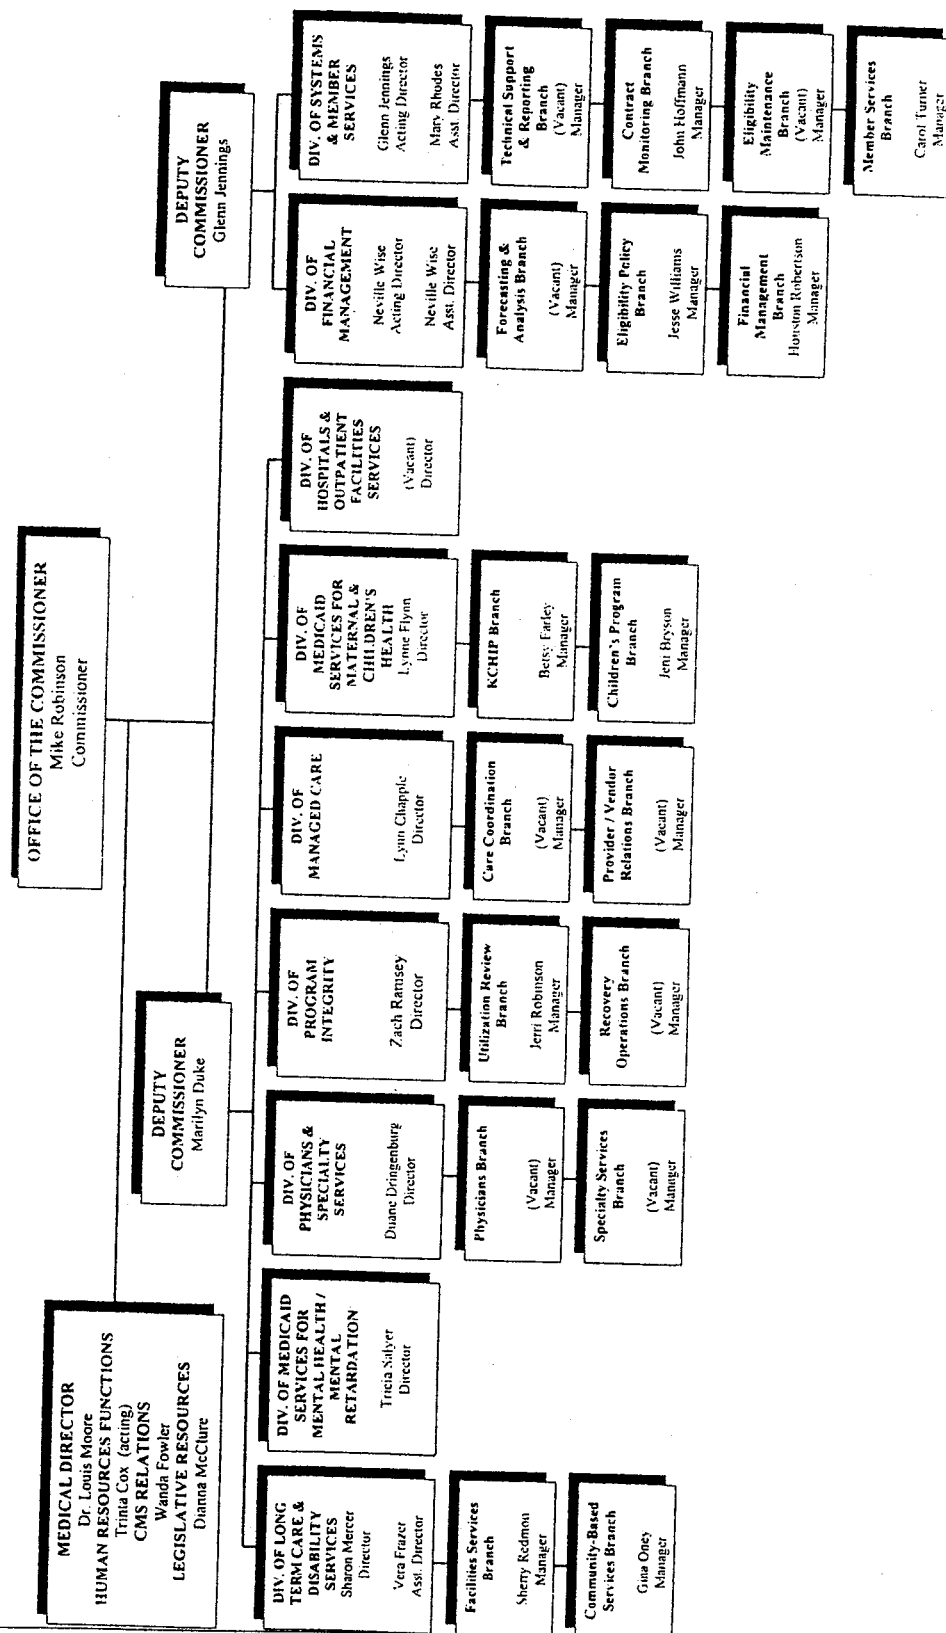 OFFICE OF THE COMMISSIONER
Mike Robinson
Commissioner
MEDICAL DIRECTOR
Dr. Louis Moore
HUMAN RESOURCES FUNCTIONS
Trinta Cox (acting)
CMS RELATIONS
Wanda Fowler
LEGISLATIVE RESOURCES
Dianna McClure
DEPUTY
COMMISSIONER
Marilyn Duke
DEPUTY
COMMISSIONER
Glenn Jennings
DIV. OF LONG
TERM CARE &
DISABILITY
SERVICES
Sharon Mercer
Director
Vera Frazer
Asst. Director
Facilities Services
Branch
Sherry Redmon
Manager
Community-Based
Services Branch
Gina Oney
Manager
DIV. OF MEDICAID
SERVICES FOR
MENTAL HEALTH /
MENTAL
RETARDATION
Tricia Salyer
Director
DIV. OF
PHYSICIANS &
SPECIALTY
SERVICES
Duane Dringenburg
Director
Physicians Branch
(Vacant)
Manager
Specialty Services
Branch
(Vacant)
Manager
DIV. OF
PROGRAM
INTEGRITY
Zach Ramsey
Director
Utilization Review
Branch
Jerri Robinson
Manager
Recovery
Operations Branch
(Vacant)
Manager
DIV. OF
MANAGED CARE
Lynn Chapple
Director
Care Coordination
Branch
(Vacant)
Manager
Provider / Vendor
Relations Branch
(Vacant)
Manager
DIV. OF
MEDICAID
SERVICES FOR
MATERNAL &
CHILDREN'S
HEALTH
Lynne Flynn
Director
KCHIP Branch
Betsy Farley
Manager
Children's Program
Branch
Jeni Bryson
Manager
DIV. OF
HOSPITALS &
OUTPATIENT
FACILITIES
SERVICES
(Vacant)
Director
DIV. OF
FINANCIAL
MANAGEMENT
Neville Wise
Acting Director
Neville Wise
Asst. Director
Forecasting &
Analysis Branch
(Vacant)
Manager
Eligibility Policy
Branch
Jesse Williams
Manager
Financial
Management
Branch
Houston Robertson
Manager
DIV. OF SYSTEMS
& MEMBER
SERVICES
Glenn Jennings
Acting Director
Mary Rhodes
Asst. Director
Technical Support
& Reporting
Branch
(Vacant)
Manager
Contract
Monitoring Branch
John Hoffmann
Manager
Eligibility
Maintenance
Branch
(Vacant)
Manager
Member Services
Branch
Carol Turner
Manager